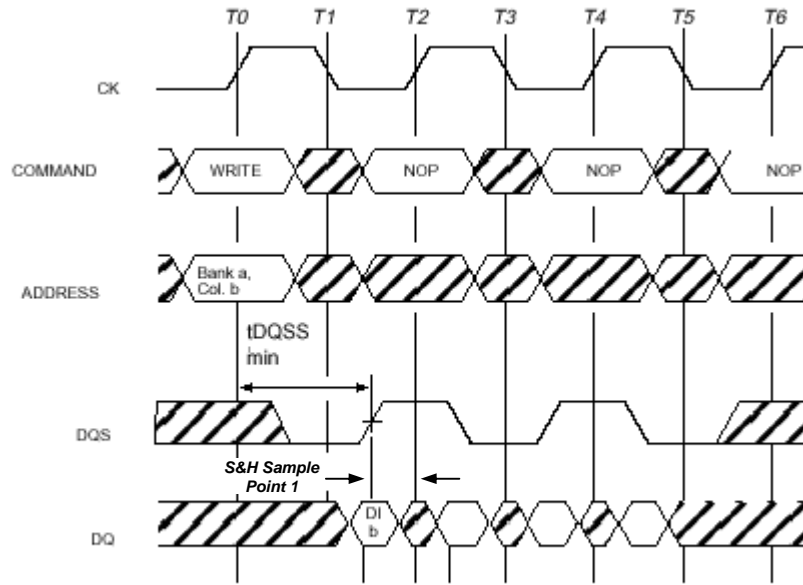 T0 T1 T2 T3 T4 T5 T6
CK
COMMAND WRITE NOP NOP NOP
ADDRESS
Bank a,
Col. b
tDQSS
min
DQS
S&H Sample
Point 1
DI
b
DQ